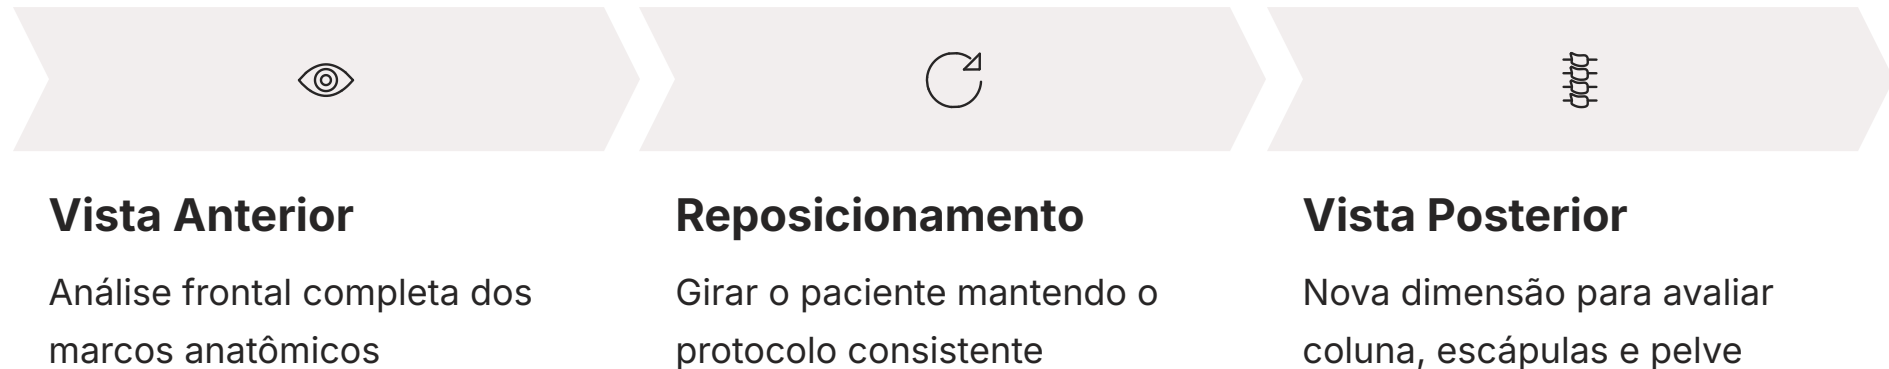 Vista Anterior
Análise frontal completa dos
marcos anatômicos
Reposicionamento
Girar o paciente mantendo o
protocolo consistente
Vista Posterior
Nova dimensão para avaliar
coluna, escápulas e pelve